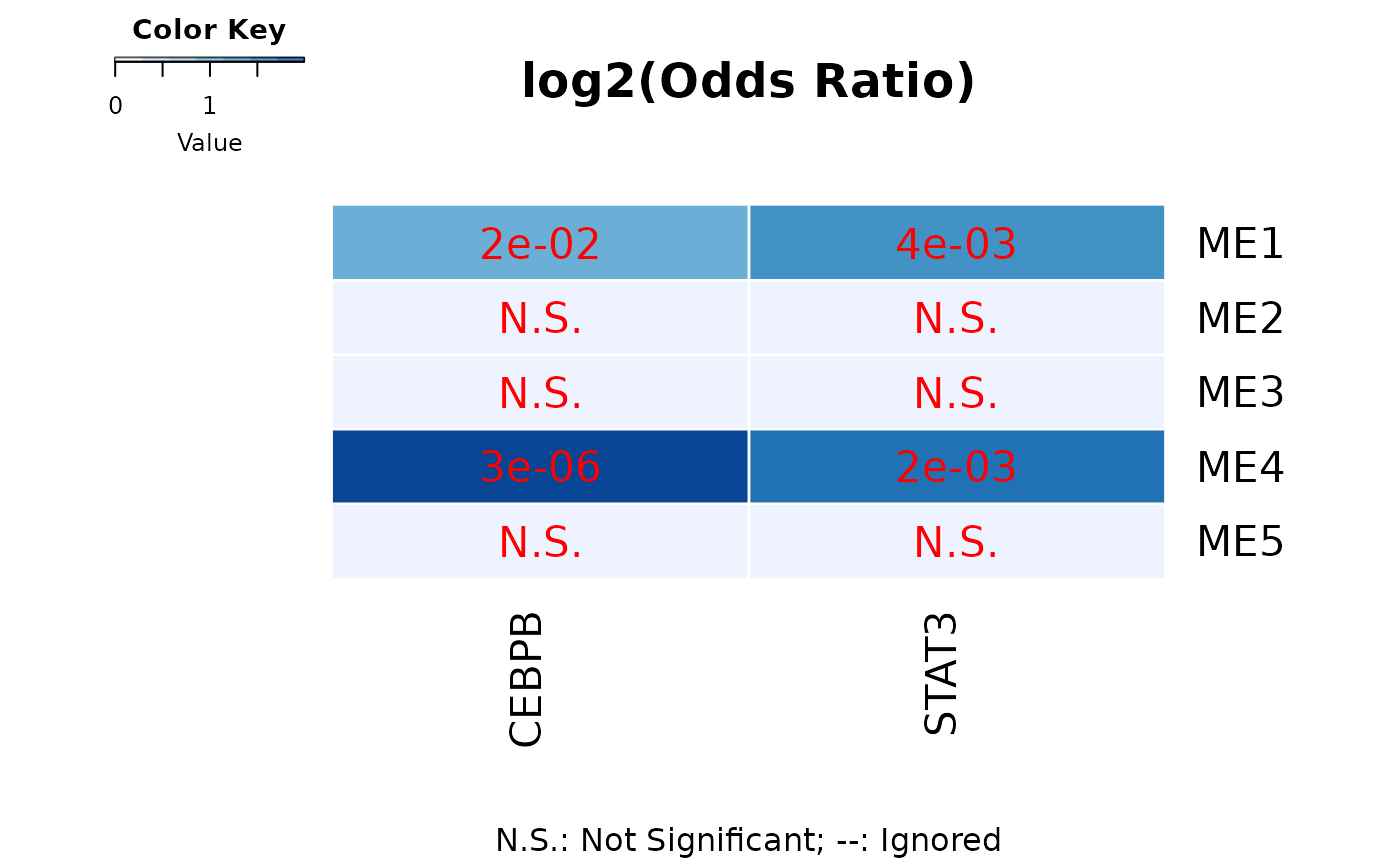 Color Key
0 1
Value
log2(Odds Ratio)
2e-02 4e-03 ME1
N.S. N.S. ME2
N.S. N.S. ME3
3e-06 2e-03 ME4
N.S. N.S. ME5
CEBPB STAT3
N.S.: Not Significant; --: Ignored